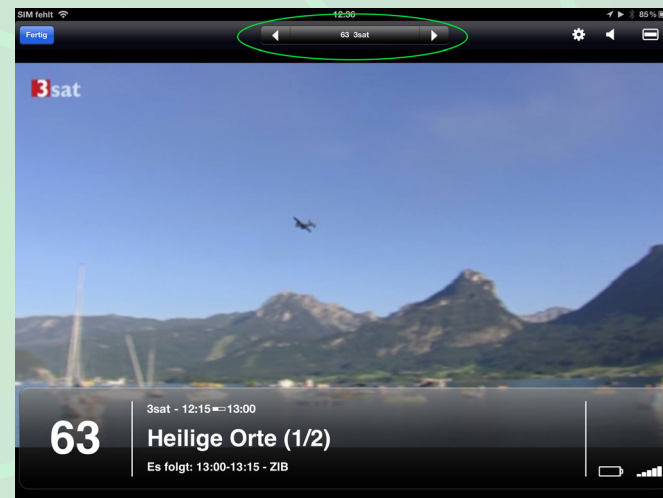 SIM fehlt 12:36 85%
Fertig 63 3sat
3sat
3sat - 12:15 13:00
63 Heilige Orte (1/2)
Es folgt: 13:00-13:15 - ZIB